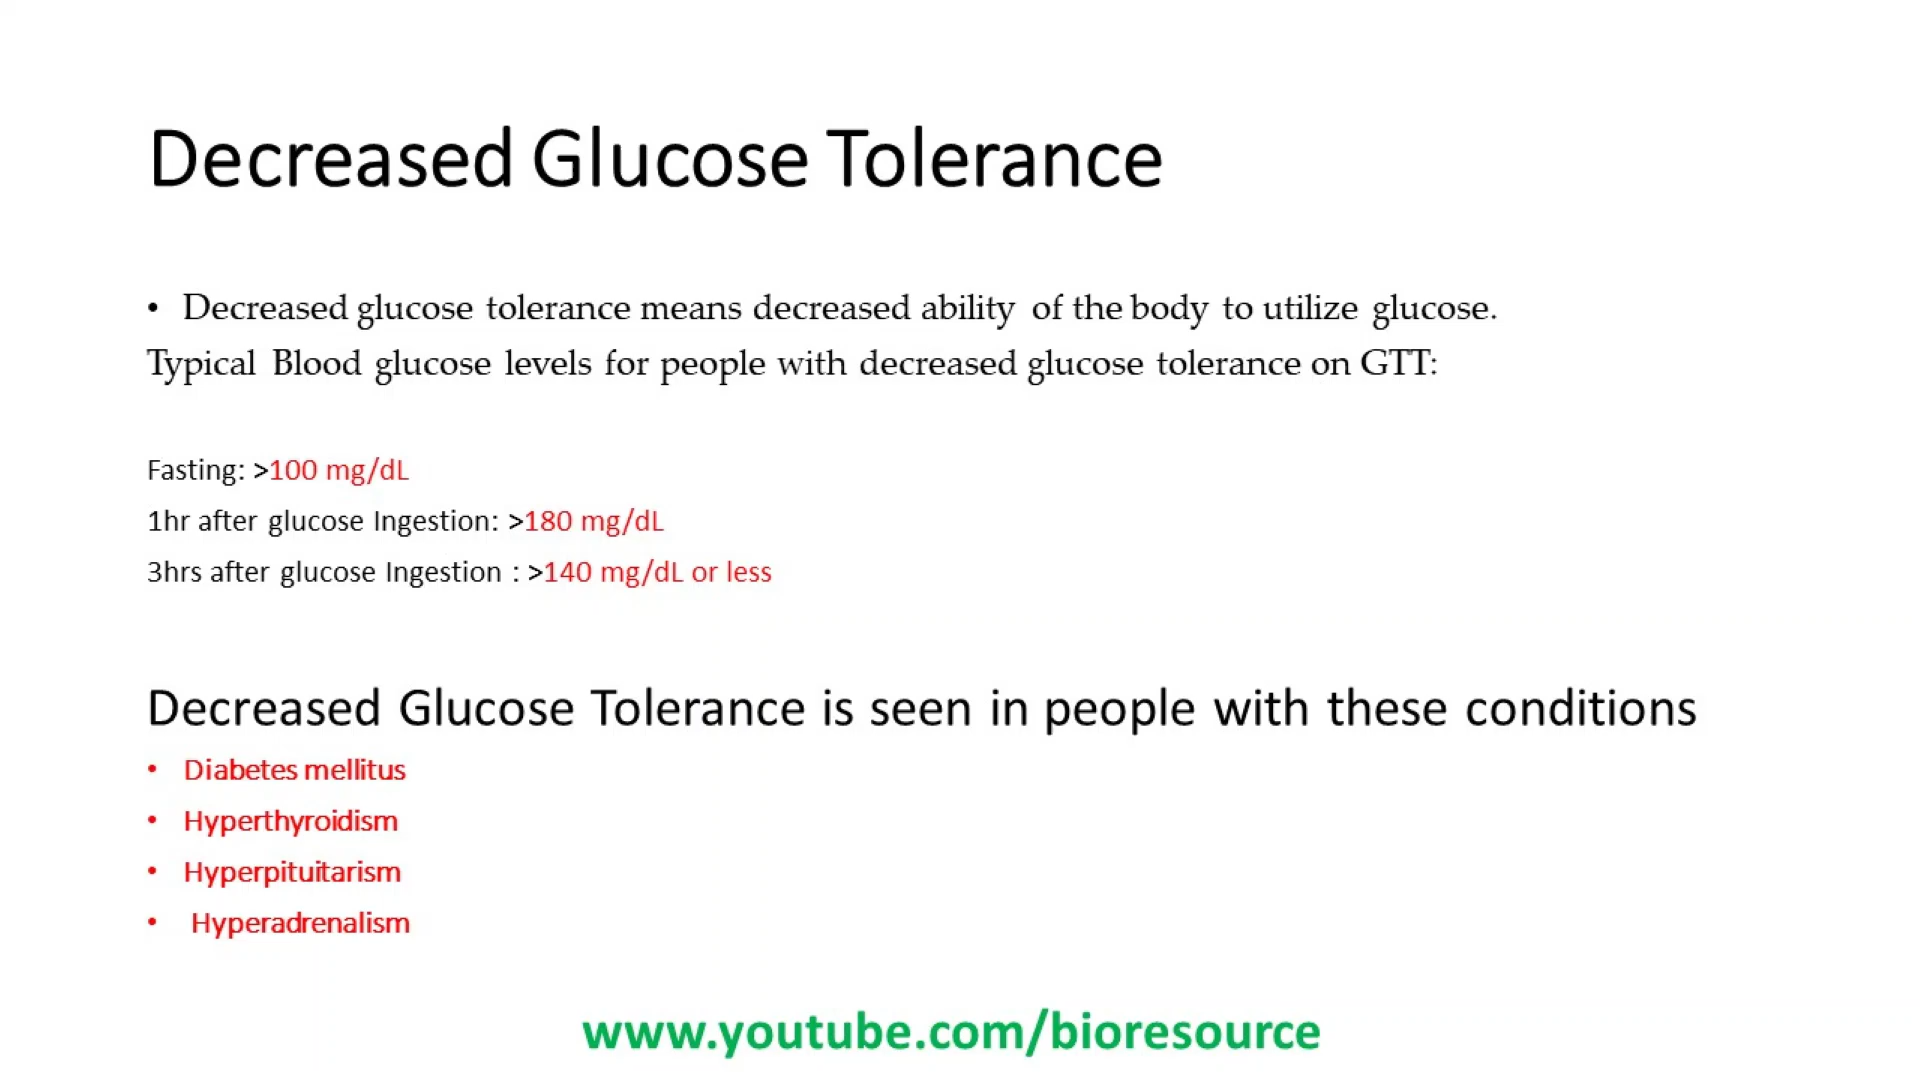 Decreased Glucose Tolerance
• Decreased glucose tolerance means decreased ability of the body to utilize glucose.
Typical Blood glucose levels for people with decreased glucose tolerance on GTT:
Fasting: >100 mg/dL
1hr after glucose Ingestion: >180 mg/dL
3hrs after glucose Ingestion : >140 mg/dL or less
Decreased Glucose Tolerance is seen in people with these conditions
• Diabetes mellitus
• Hyperthyroidism
• Hyperpituitarism
• Hyperadrenalism
www.youtube.com/bioresource